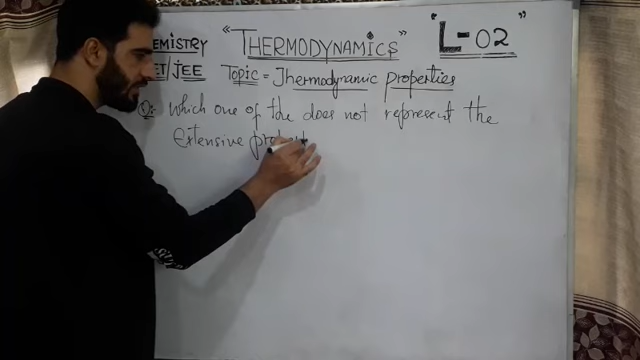 EMISTRY "THERMODYNAMICS" "L-02"
ET/JEE Topic = Thermodynamic properties
Q: Which one of the does not represent the
Extensive